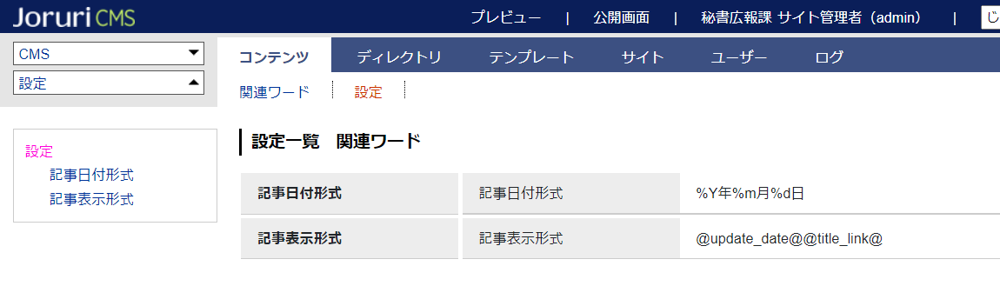 Joruri CMS
プレビュー | 公開画面 | 秘書広報課 サイト管理者（admin） | じ
CMS
設定
コンテンツ ディレクトリ テンプレート サイト ユーザー ログ
関連ワード 設定
設定
記事日付形式
記事表示形式
設定一覧　関連ワード
記事日付形式 記事日付形式 %Y年%m月%d日
記事表示形式 記事表示形式 @update_date@@title_link@